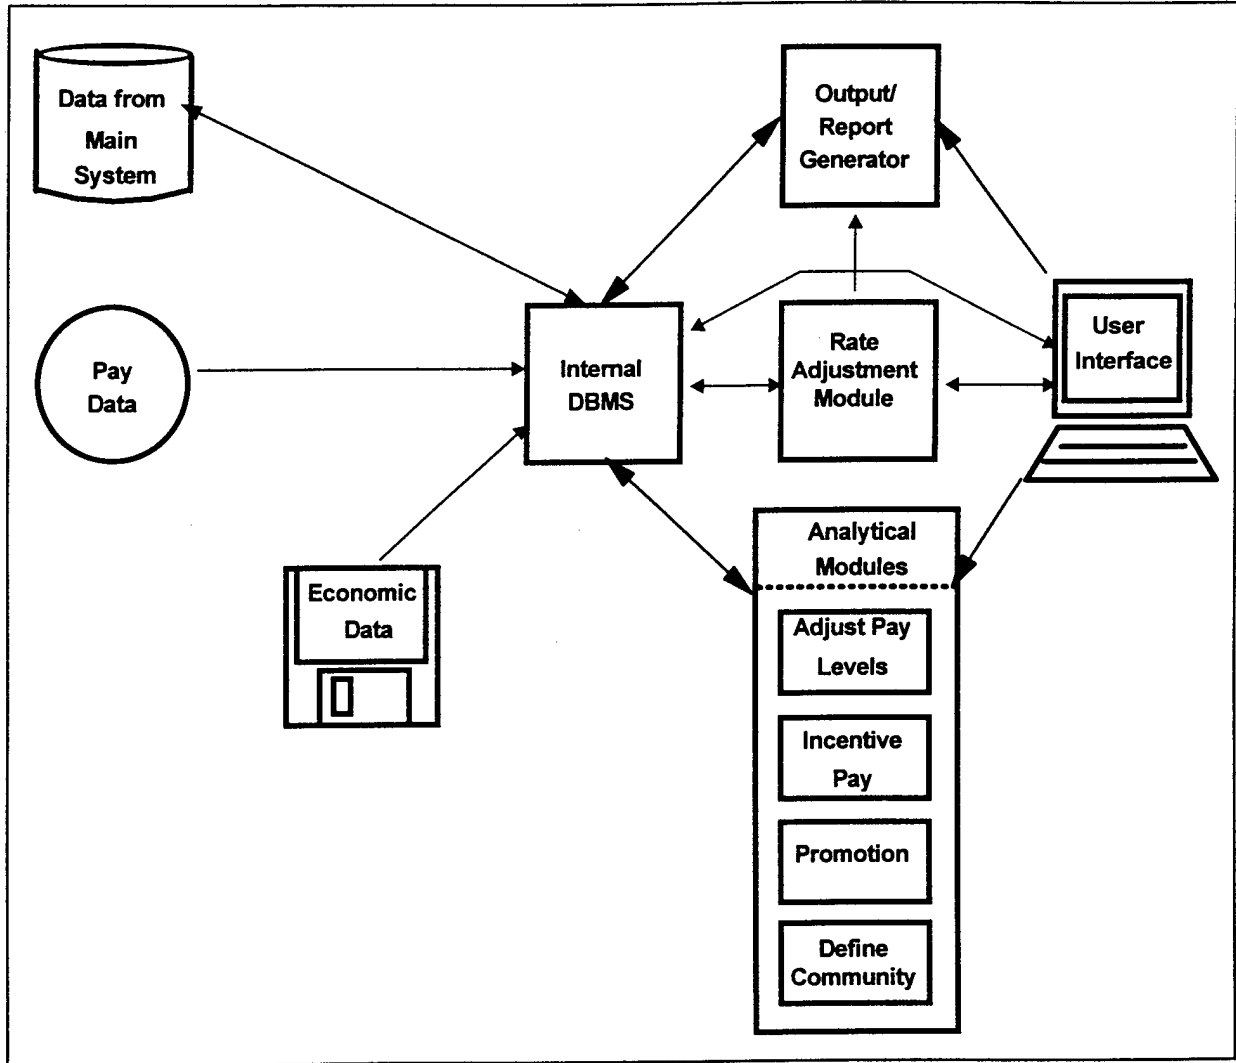 Data from
Main
System
Output/
Report
Generator
Pay
Data
Internal
DBMS
Rate
Adjustment
Module
User
Interface
Economic
Data
Analytical
Modules
Adjust Pay
Levels
Incentive
Pay
Promotion
Define
Community